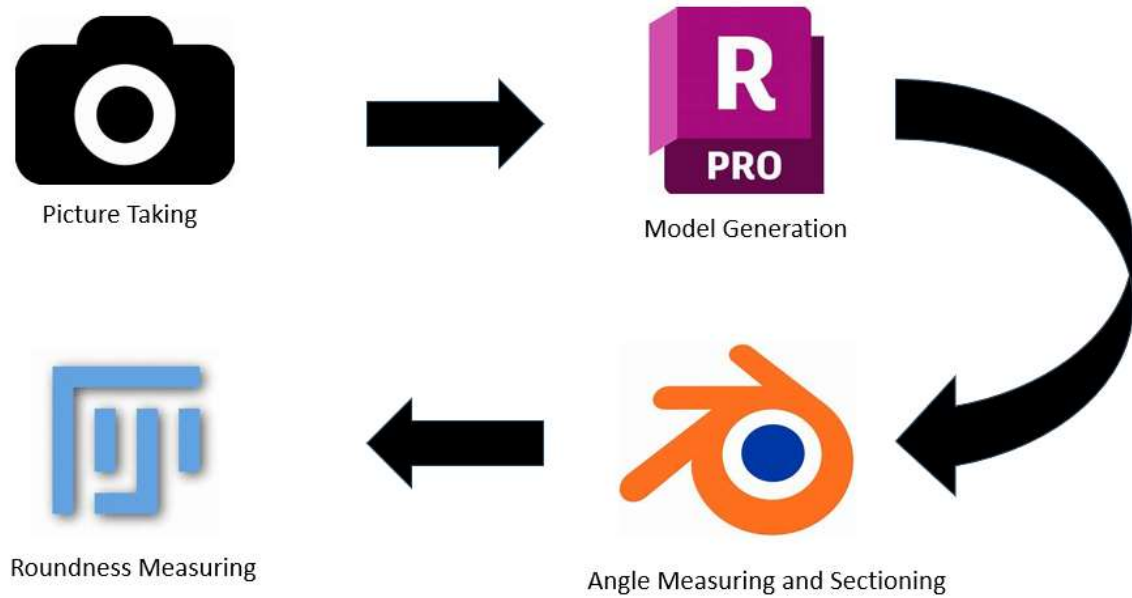 R
PRO
Picture Taking
Model Generation
Roundness Measuring
Angle Measuring and Sectioning